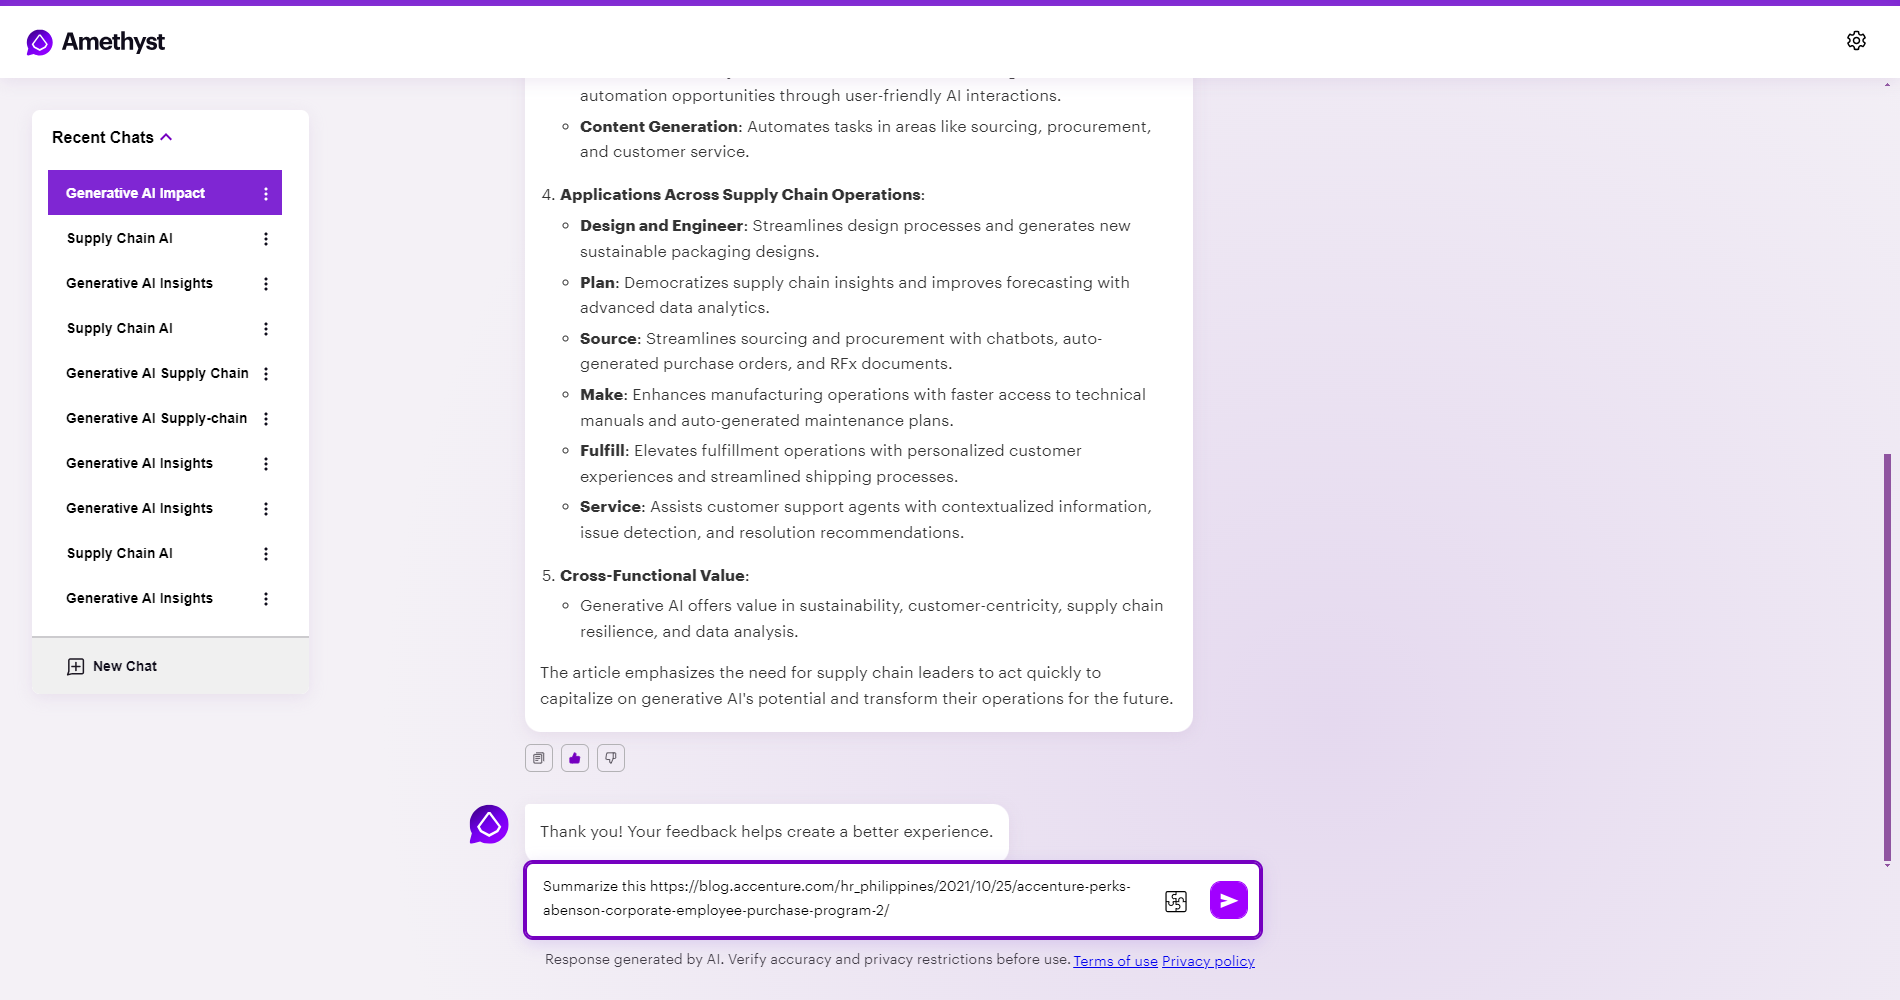 Amethyst
Recent Chats
Generative AI Impact
Supply Chain AI
Generative AI Insights
Supply Chain AI
Generative AI Supply Chain
Generative AI Supply-chain
Generative AI Insights
Generative AI Insights
Supply Chain AI
Generative AI Insights
New Chat
automation opportunities through user-friendly AI interactions.
Content Generation: Automates tasks in areas like sourcing, procurement,
and customer service.
4. Applications Across Supply Chain Operations:
Design and Engineer: Streamlines design processes and generates new
sustainable packaging designs.
Plan: Democratizes supply chain insights and improves forecasting with
advanced data analytics.
Source: Streamlines sourcing and procurement with chatbots, auto-
generated purchase orders, and RFx documents.
Make: Enhances manufacturing operations with faster access to technical
manuals and auto-generated maintenance plans.
Fulfill: Elevates fulfillment operations with personalized customer
experiences and streamlined shipping processes.
Service: Assists customer support agents with contextualized information,
issue detection, and resolution recommendations.
5. Cross-Functional Value:
Generative AI offers value in sustainability, customer-centricity, supply chain
resilience, and data analysis.
The article emphasizes the need for supply chain leaders to act quickly to
capitalize on generative AI's potential and transform their operations for the future.
Thank you! Your feedback helps create a better experience.
Summarize this https://blog.accenture.com/hr_philippines/2021/10/25/accenture-perks-
abenson-corporate-employee-purchase-program-2/
Response generated by AI. Verify accuracy and privacy restrictions before use. Terms of use Privacy policy